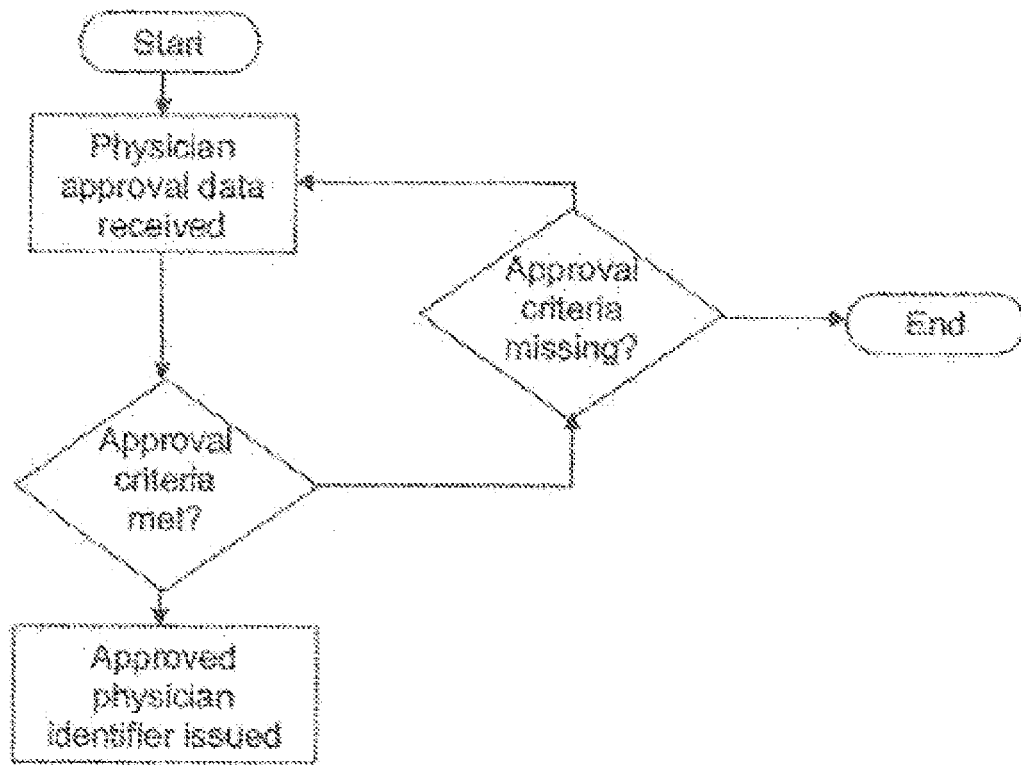 Start
Physician
approval data
received
Approval
criteria
missing?
End
Approval
criteria
met?
Approved
physician
identifier issued